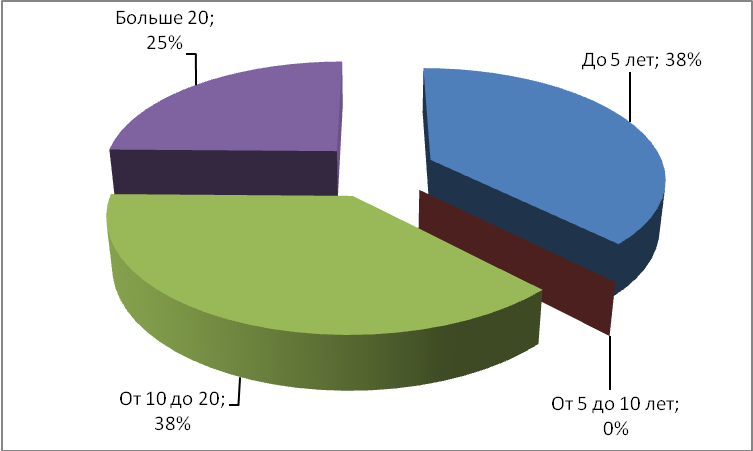 Больше 20;
25%
До 5 лет; 38%
От 10 до 20;
38%
От 5 до 10 лет;
0%